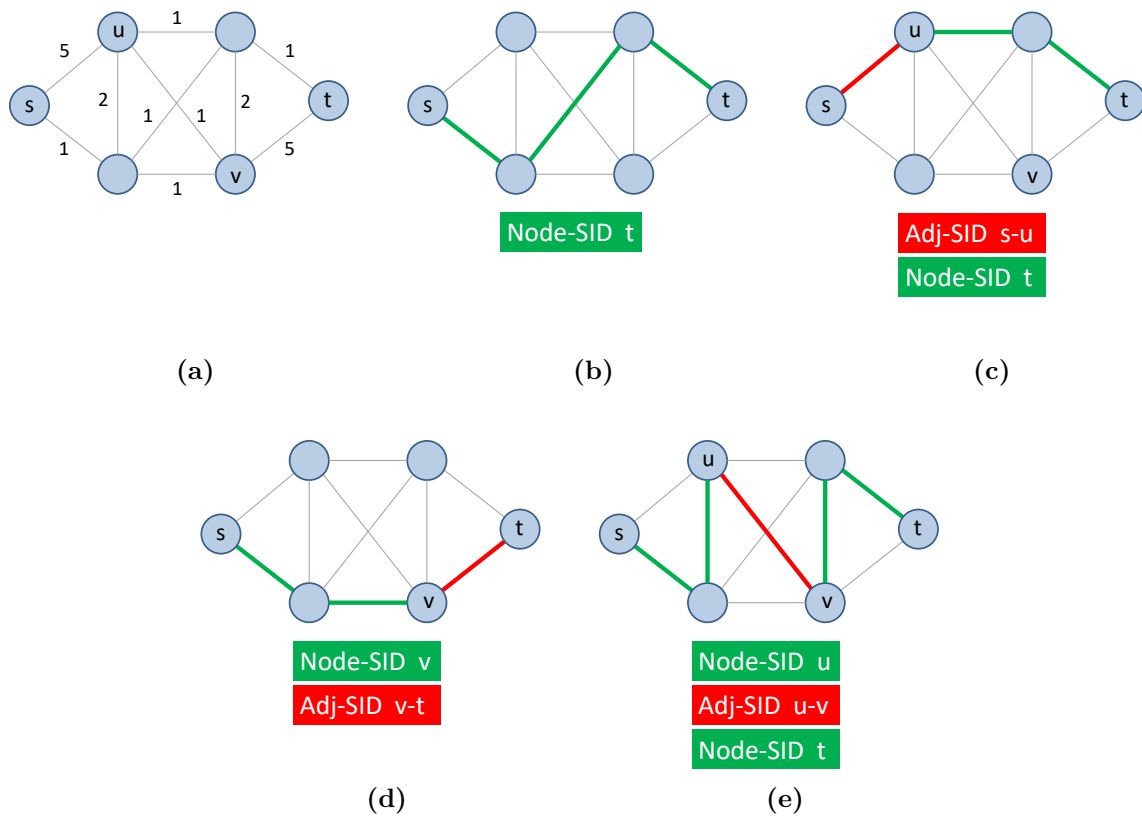 1
u
5
1
s
2
1
1
2
t
1
5
1
v
(a)
s
t
Node-SID t
(b)
u
s
t
v
Adj-SID s-u
Node-SID t
(c)
s
t
v
Node-SID v
Adj-SID v-t
(d)
u
s
t
v
Node-SID u
Adj-SID u-v
Node-SID t
(e)